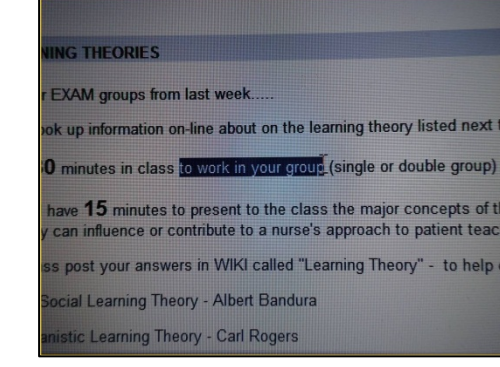 NING THEORIES
r EXAM groups from last week.....
ook up information on-line about on the learning theory listed next
0 minutes in class to work in your group (single or double group)
have 15 minutes to present to the class the major concepts of
y can influence or contribute to a nurse's approach to patient teac
ss post your answers in WIKI called "Learning Theory" - to help
Social Learning Theory - Albert Bandura
anistic Learning Theory - Carl Rogers